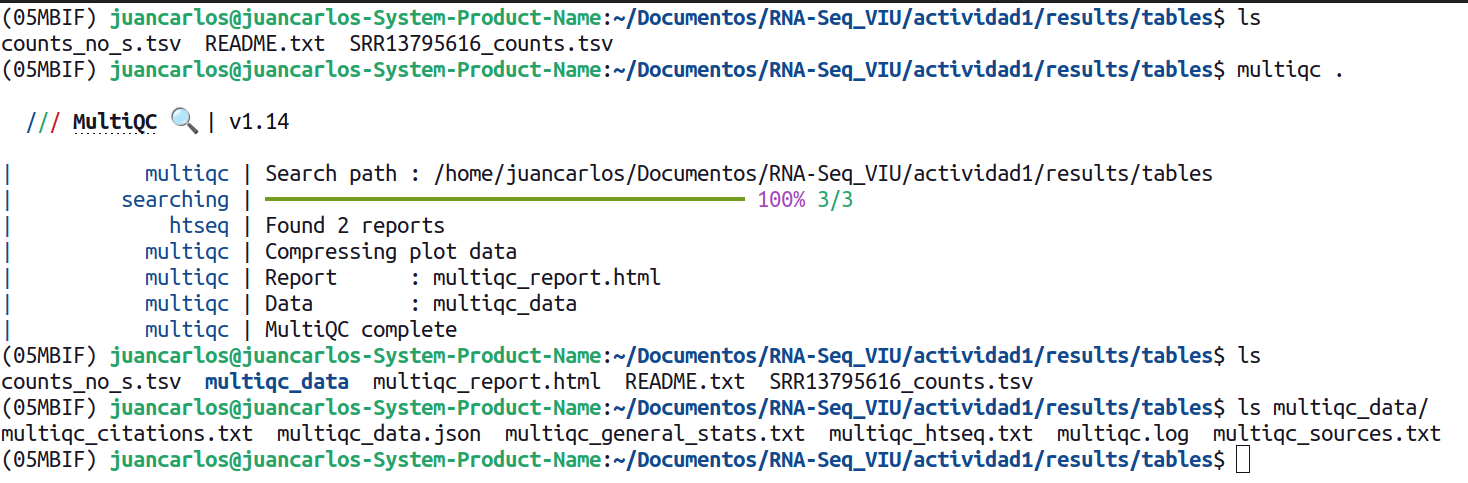 (05MBIF) juancarlos@juancarlos-System-Product-Name:~/Documentos/RNA-Seq_VIU/actividad1/results/tables$ ls
counts_no_s.tsv  README.txt  SRR13795616_counts.tsv
(05MBIF) juancarlos@juancarlos-System-Product-Name:~/Documentos/RNA-Seq_VIU/actividad1/results/tables$ multiqc .
/// MultiQC 🔍 | v1.14
|           multiqc | Search path : /home/juancarlos/Documentos/RNA-Seq_VIU/actividad1/results/tables
|         searching | ━━━━━━━━━━━━━━━━━━━━━━━━━━━━━━━━━━━━━━━━ 100% 3/3
|             htseq | Found 2 reports
|           multiqc | Compressing plot data
|           multiqc | Report      : multiqc_report.html
|           multiqc | Data        : multiqc_data
|           multiqc | MultiQC complete
(05MBIF) juancarlos@juancarlos-System-Product-Name:~/Documentos/RNA-Seq_VIU/actividad1/results/tables$ ls
counts_no_s.tsv  multiqc_data  multiqc_report.html  README.txt  SRR13795616_counts.tsv
(05MBIF) juancarlos@juancarlos-System-Product-Name:~/Documentos/RNA-Seq_VIU/actividad1/results/tables$ ls multiqc_data/
multiqc_citations.txt  multiqc_data.json  multiqc_general_stats.txt  multiqc_htseq.txt  multiqc.log  multiqc_sources.txt
(05MBIF) juancarlos@juancarlos-System-Product-Name:~/Documentos/RNA-Seq_VIU/actividad1/results/tables$